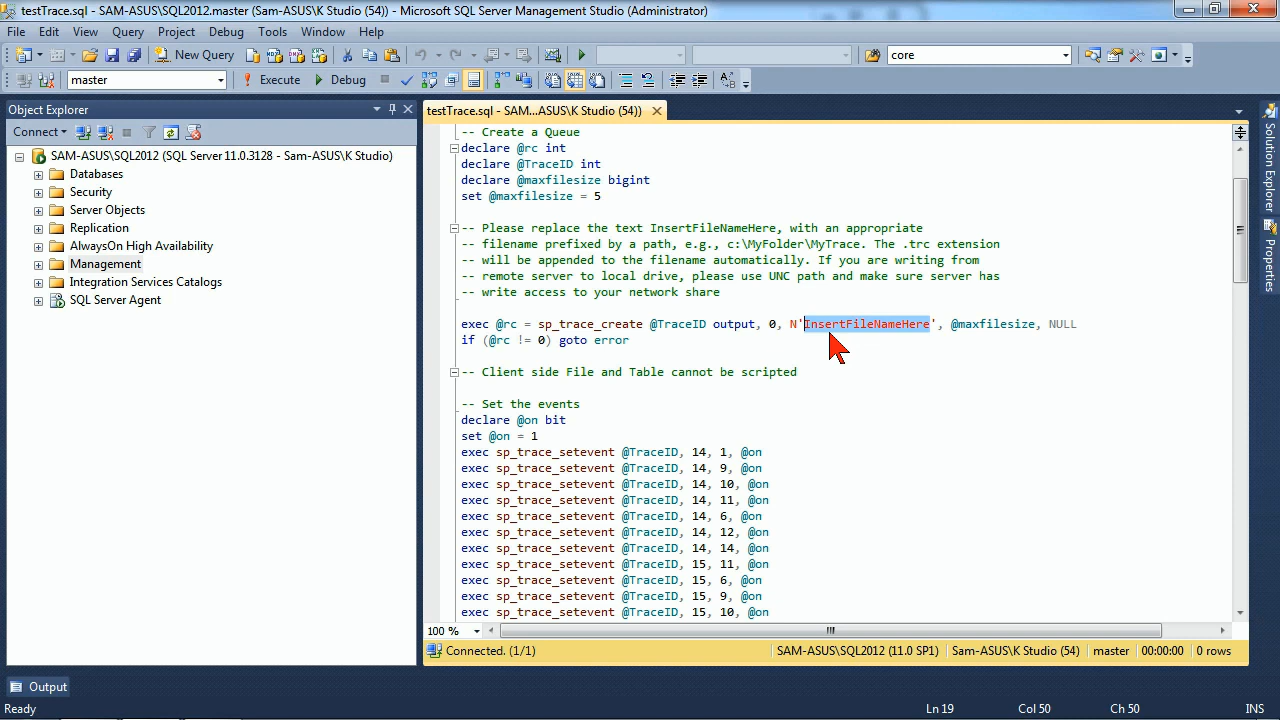 testTrace.sql - SAM-ASUS\SQL2012.master (Sam-ASUS\K Studio (54)) - Microsoft SQL Server Management Studio (Administrator)
File Edit View Query Project Debug Tools Window Help
New Query core
master Execute Debug
Object Explorer
testTrace.sql - SAM...ASUS\K Studio (54))
Connect
SAM-ASUS\SQL2012 (SQL Server 11.0.3128 - Sam-ASUS\K Studio)
Databases
Security
Server Objects
Replication
AlwaysOn High Availability
Management
Integration Services Catalogs
SQL Server Agent
-- Create a Queue
declare @rc int
declare @TraceID int
declare @maxfilesize bigint
set @maxfilesize = 5
-- Please replace the text InsertFileNameHere, with an appropriate
-- filename prefixed by a path, e.g., c:\MyFolder\MyTrace. The .trc extension
-- will be appended to the filename automatically. If you are writing from
-- remote server to local drive, please use UNC path and make sure server has
-- write access to your network share
exec @rc = sp_trace_create @TraceID output, 0, N'InsertFileNameHere', @maxfilesize, NULL
if (@rc != 0) goto error
-- Client side File and Table cannot be scripted
-- Set the events
declare @on bit
set @on = 1
exec sp_trace_setevent @TraceID, 14, 1, @on
exec sp_trace_setevent @TraceID, 14, 9, @on
exec sp_trace_setevent @TraceID, 14, 10, @on
exec sp_trace_setevent @TraceID, 14, 11, @on
exec sp_trace_setevent @TraceID, 14, 6, @on
exec sp_trace_setevent @TraceID, 14, 12, @on
exec sp_trace_setevent @TraceID, 14, 14, @on
exec sp_trace_setevent @TraceID, 15, 11, @on
exec sp_trace_setevent @TraceID, 15, 6, @on
exec sp_trace_setevent @TraceID, 15, 9, @on
exec sp_trace_setevent @TraceID, 15, 10, @on
100 %
Connected. (1/1) SAM-ASUS\SQL2012 (11.0 SP1) Sam-ASUS\K Studio (54) master 00:00:00 0 rows
Solution Explorer
Properties
Output
Ready Ln 19 Col 50 Ch 50 INS